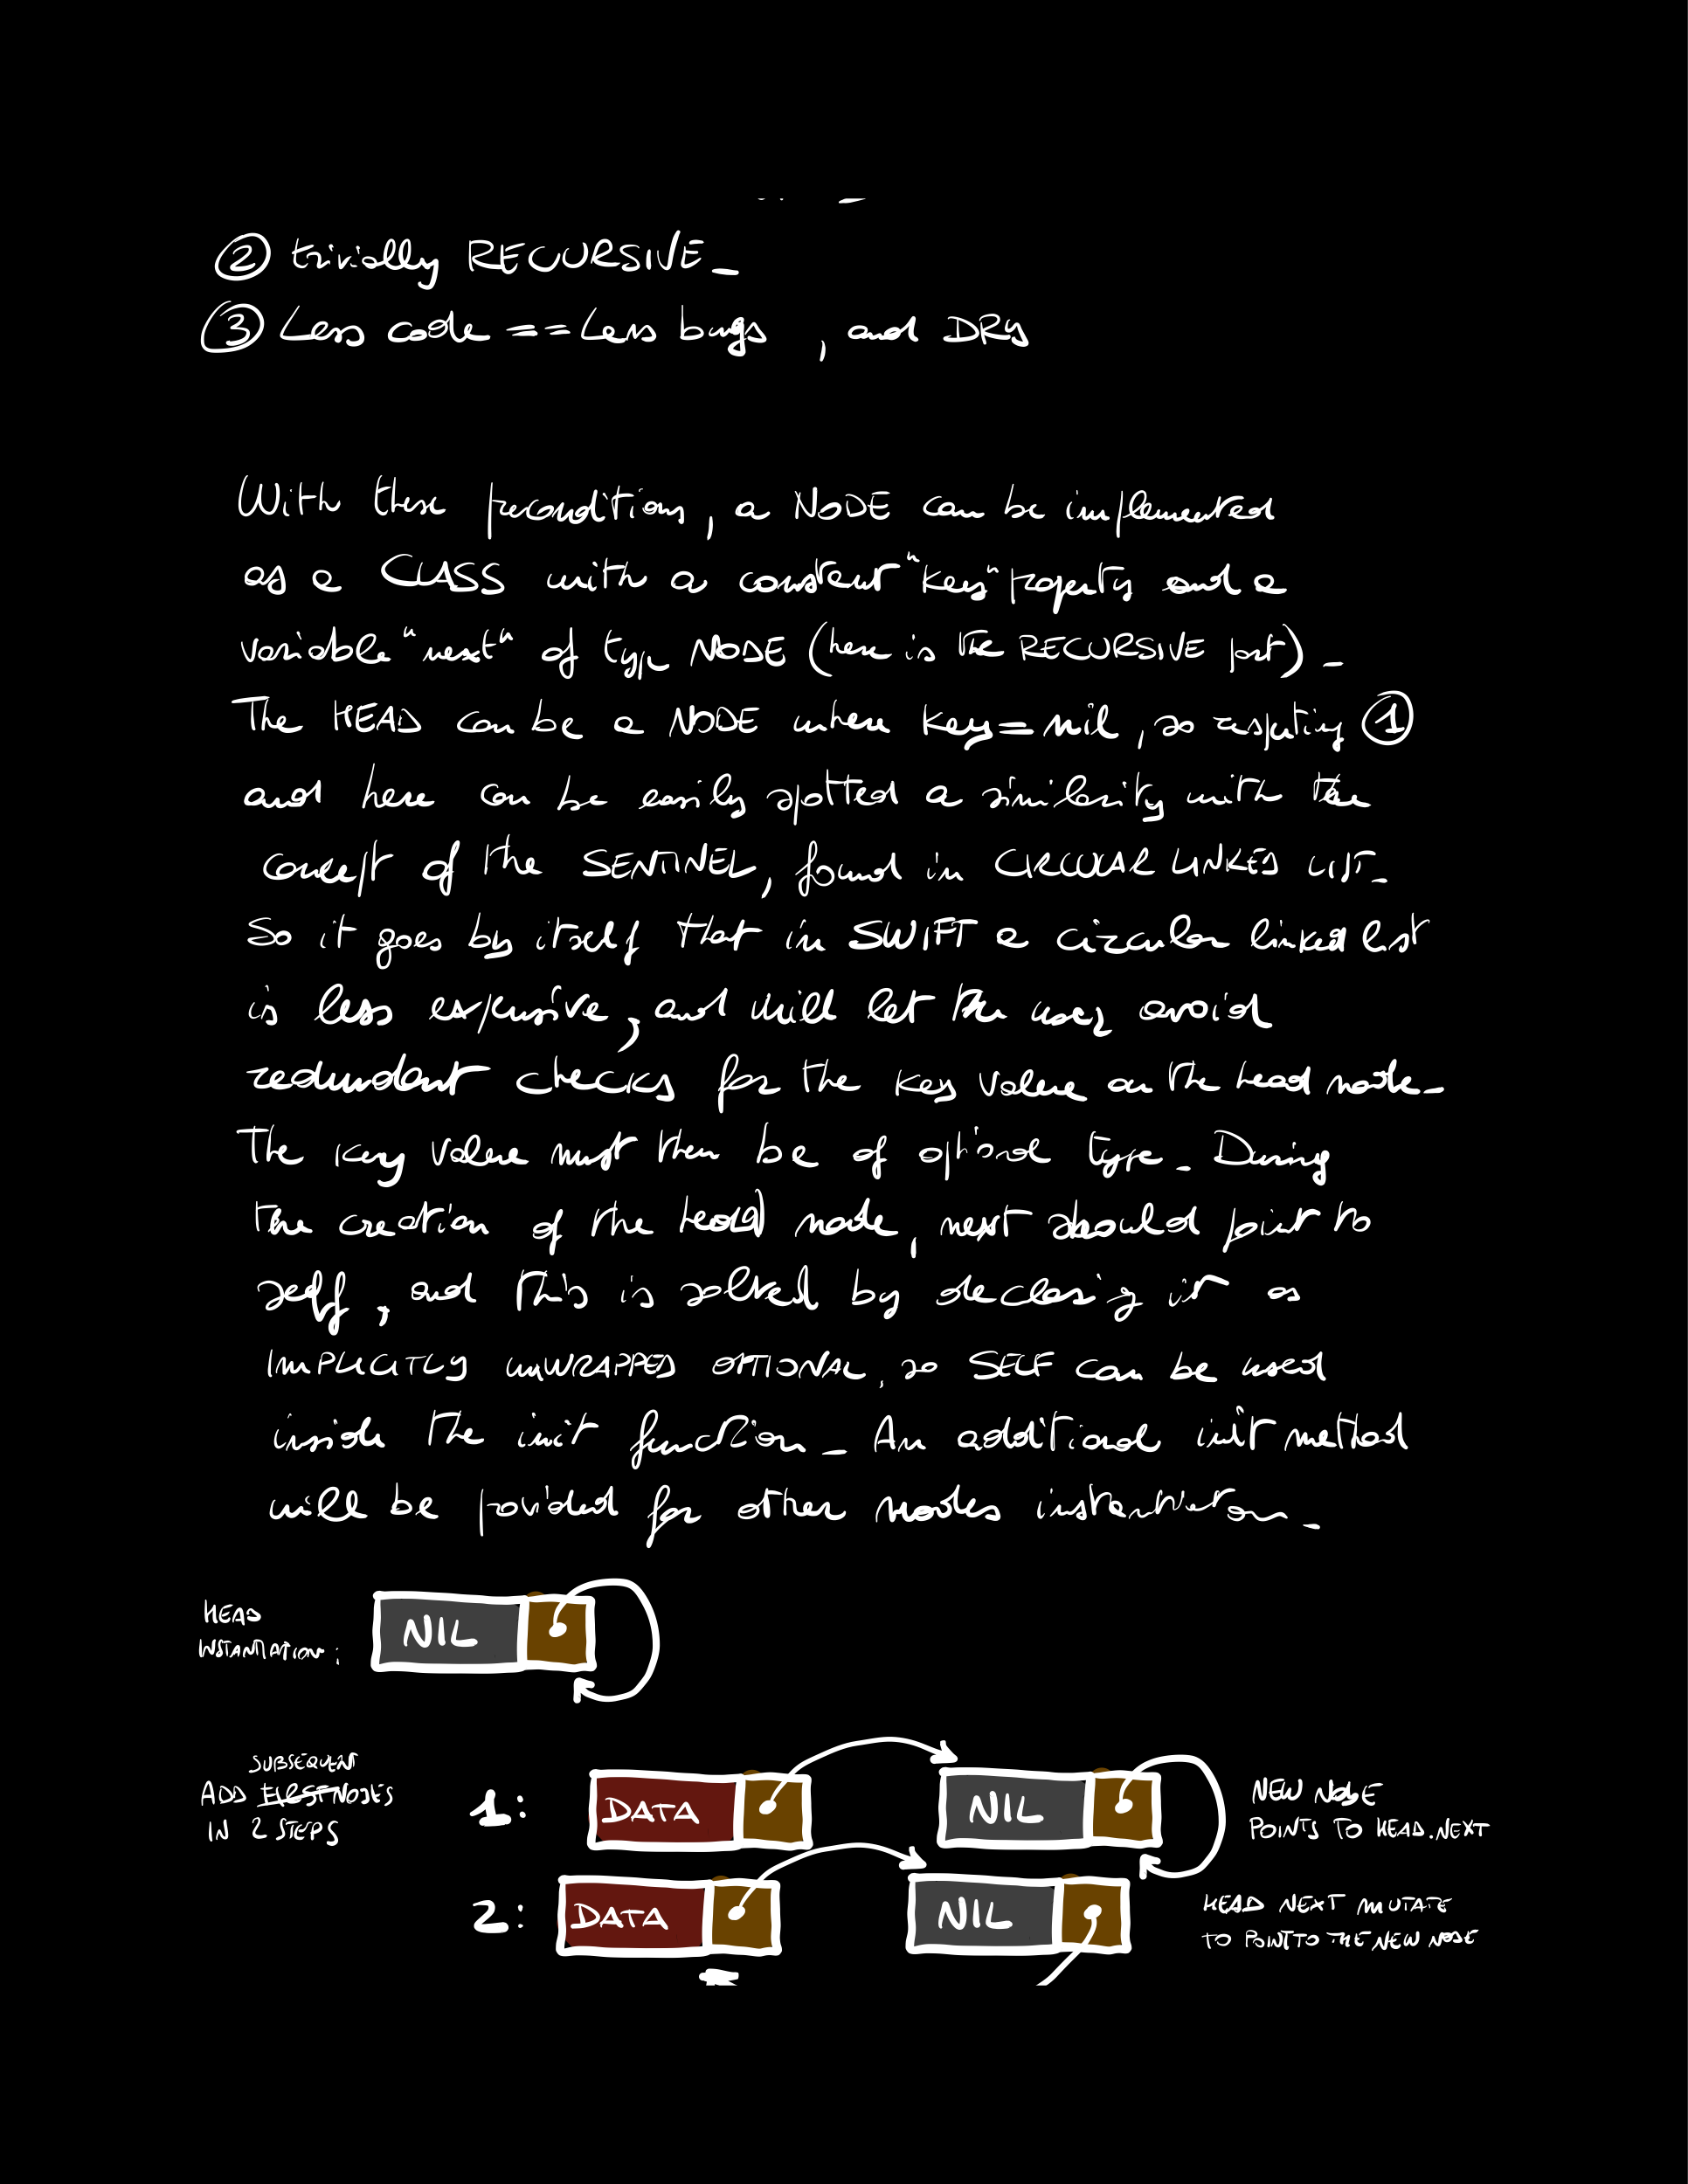 ② trivially RECURSIVE_
③ Less code == Less bugs , and DRY
With these preconditions, a NODE can be implemented
as a CLASS with a constant "key" property and a
variable "next" of type NODE (here is the RECURSIVE part)_
The HEAD can be a NODE where key=nil, so respecting ①
and here can be easily spotted a similarity with the
concept of the SENTINEL, found in CIRCULAR LINKED LIST_
So it goes by itself that in SWIFT a circular linked list
is less expensive, and will let the user avoid
redundant checks for the key value on the head node_
The key value must then be of optional type_ During
the creation of the head node, next should point to
self, and this is solved by declaring it as
IMPLICITLY UNWRAPPED OPTIONAL, so SELF can be used
inside the init function_ An additional init method
will be provided for other nodes instantiation_
HEAD
INSTANTIATION:
NIL
SUBSEQUENT
ADD FIRST NODES
IN 2 STEPS
1:
DATA
NIL
NEW NODE
POINTS TO HEAD.NEXT
2:
DATA
NIL
HEAD NEXT MUTATE
TO POINT TO THE NEW NODE